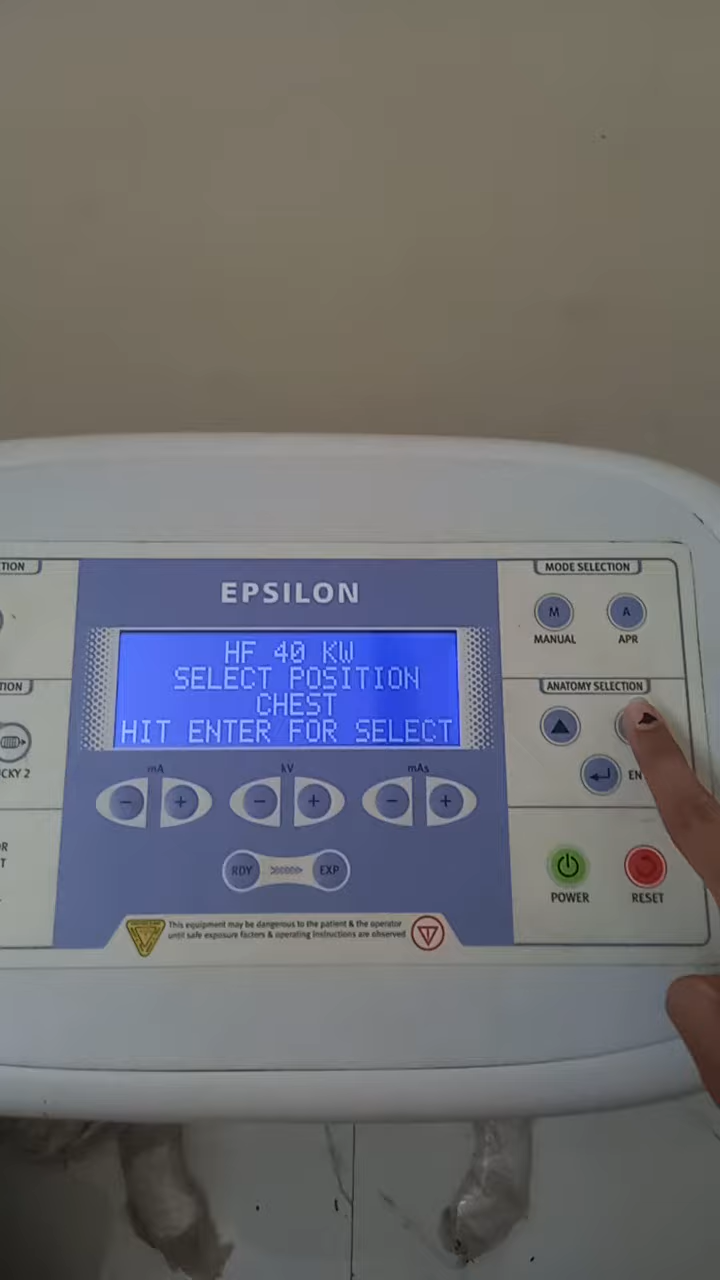 TION
EPSILON
HF 40 KW
SELECT POSITION
CHEST
HIT ENTER FOR SELECT
MODE SELECTION
M
A
MANUAL
APR
TION
ANATOMY SELECTION
CKY 2
EN
mA
kV
mAs
− + − + − +
RDY >>>>>> EXP
R
T
POWER
RESET
This equipment may be dangerous to the patient & the operator
until safe exposure factors & operating instructions are observed